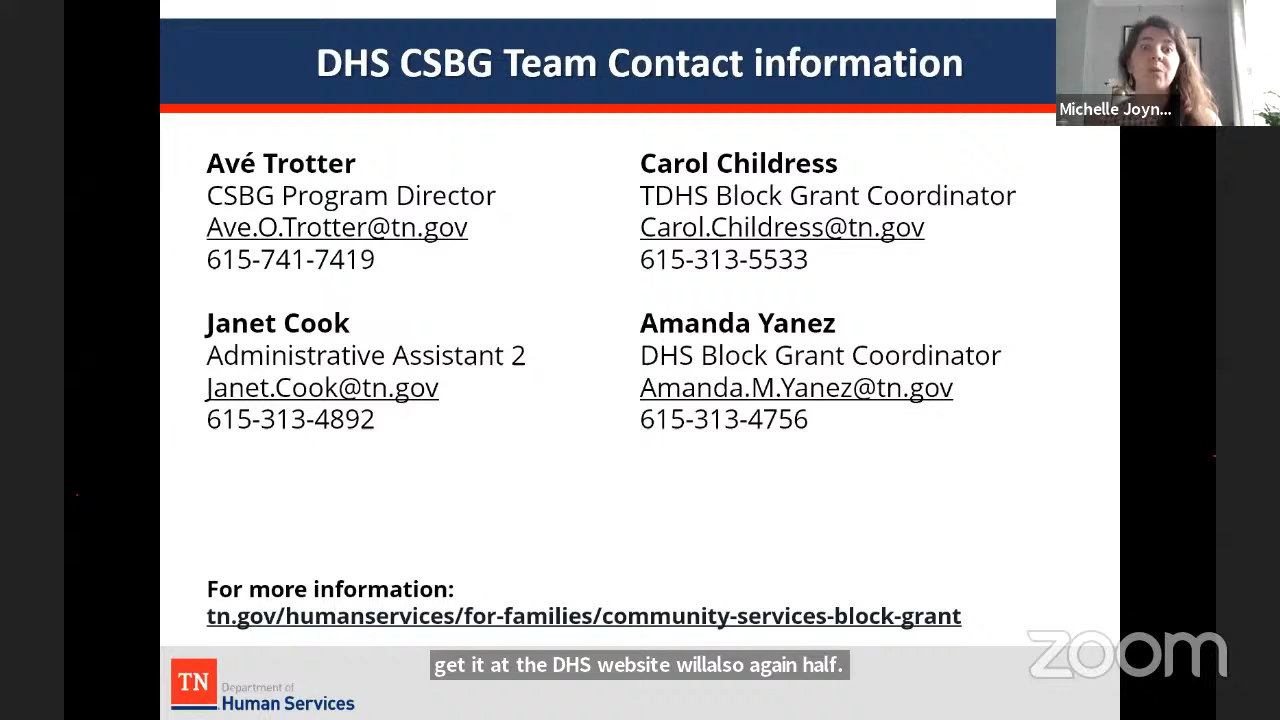 DHS CSBG Team Contact information
Michelle Joyn...
Avé Trotter
CSBG Program Director
Ave.O.Trotter@tn.gov
615-741-7419
Carol Childress
TDHS Block Grant Coordinator
Carol.Childress@tn.gov
615-313-5533
Janet Cook
Administrative Assistant 2
Janet.Cook@tn.gov
615-313-4892
Amanda Yanez
DHS Block Grant Coordinator
Amanda.M.Yanez@tn.gov
615-313-4756
For more information:
tn.gov/humanservices/for-families/community-services-block-grant
get it at the DHS website willalso again half.
zoom
TN
Department of
Human Services